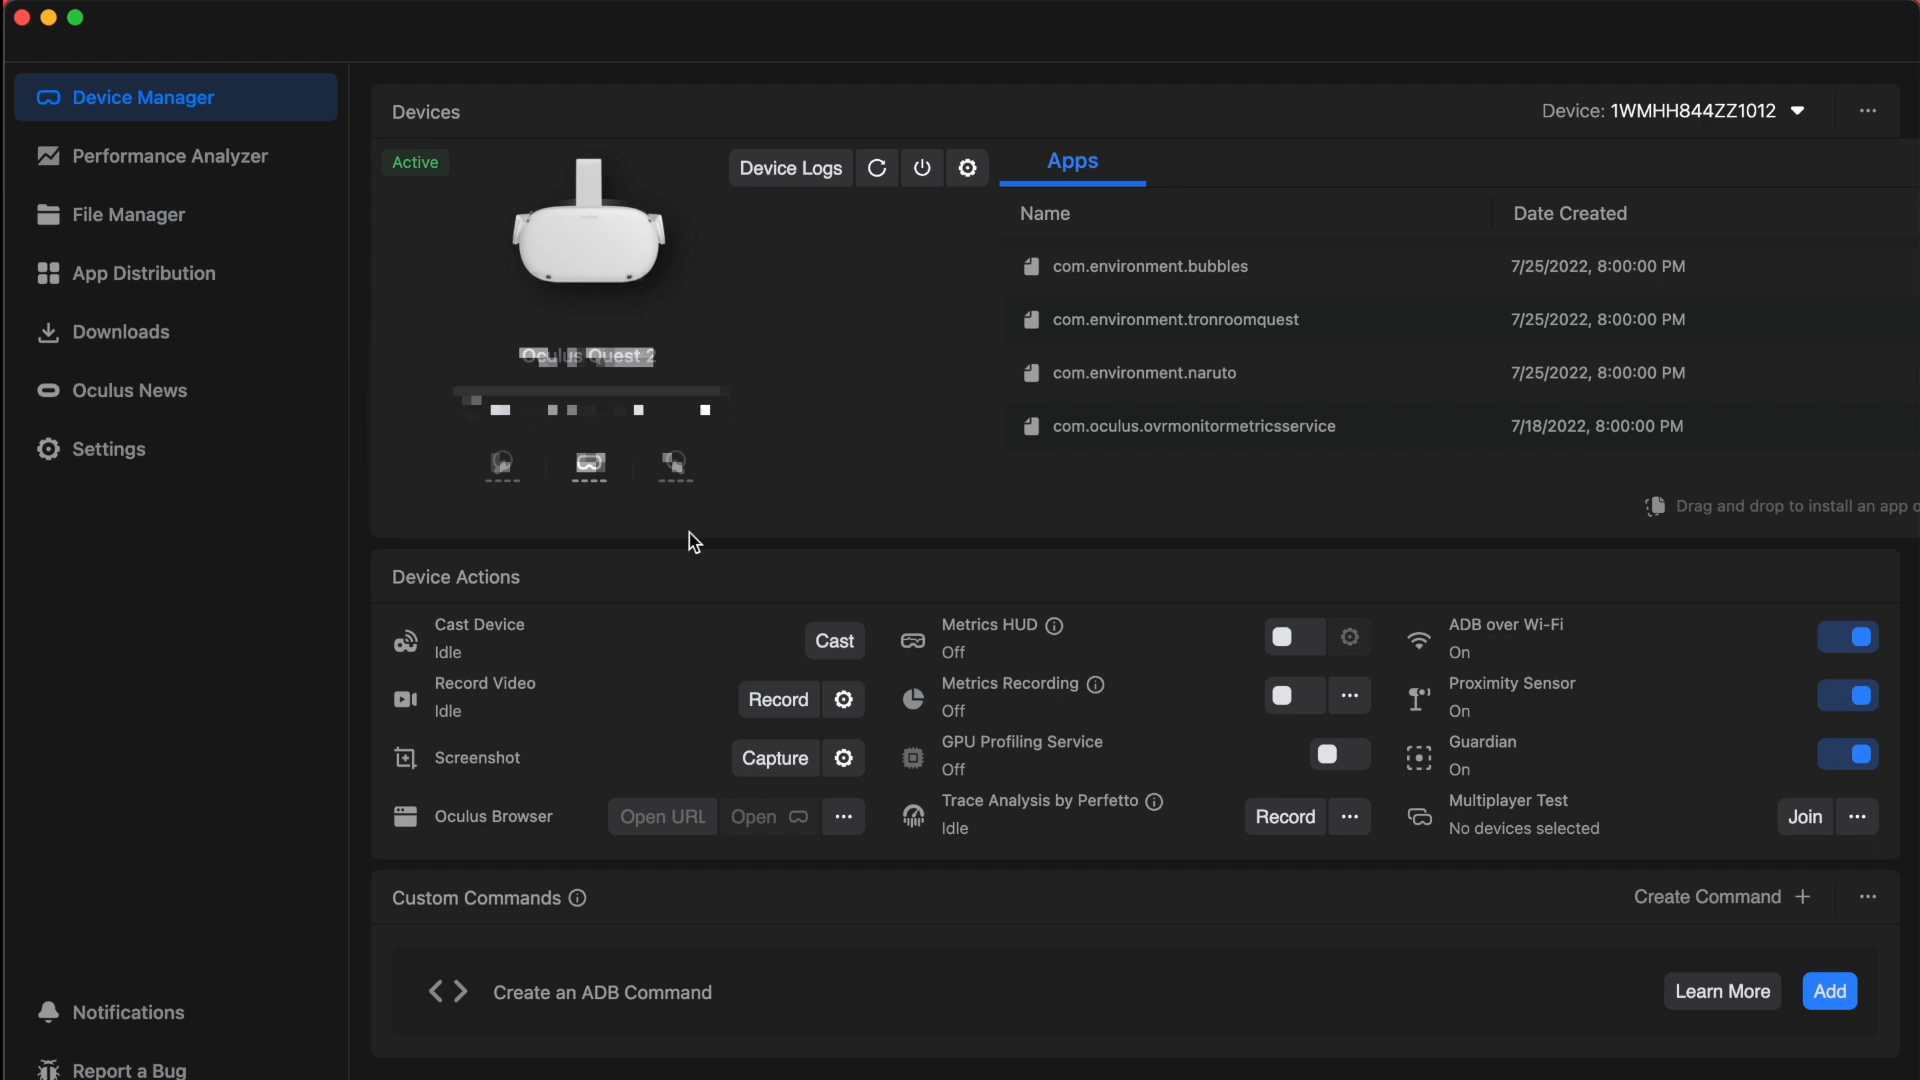 Device Manager
Performance Analyzer
File Manager
App Distribution
Downloads
Oculus News
Settings
Notifications
Report a Bug
Devices
Device: 1WMHH844ZZ1012
Active
Device Logs
Oculus Quest 2
Apps
Name Date Created
com.environment.bubbles 7/25/2022, 8:00:00 PM
com.environment.tronroomquest 7/25/2022, 8:00:00 PM
com.environment.naruto 7/25/2022, 8:00:00 PM
com.oculus.ovrmonitormetricsservice 7/18/2022, 8:00:00 PM
Drag and drop to install an app
Device Actions
Cast Device
Idle
Cast
Record Video
Idle
Record
Screenshot
Capture
Oculus Browser
Open URL Open
Metrics HUD
Off
Metrics Recording
Off
GPU Profiling Service
Off
Trace Analysis by Perfetto
Idle
Record
ADB over Wi-Fi
On
Proximity Sensor
On
Guardian
On
Multiplayer Test
No devices selected
Join
Custom Commands
Create Command +
Create an ADB Command
Learn More Add